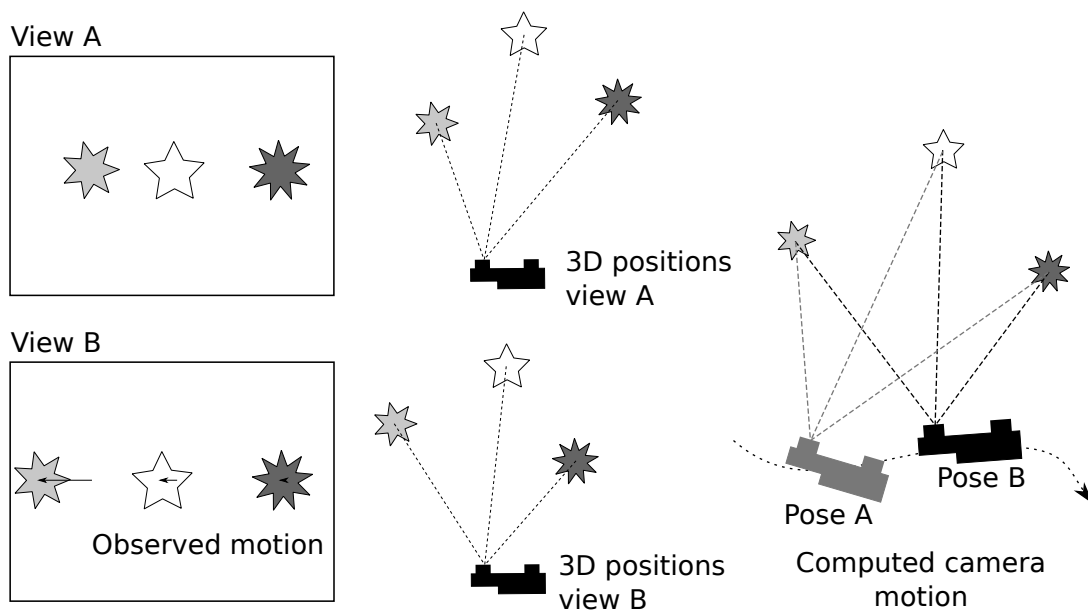 View A
3D positions
view A
View B
Observed motion
3D positions
view B
Pose A
Pose B
Computed camera
motion